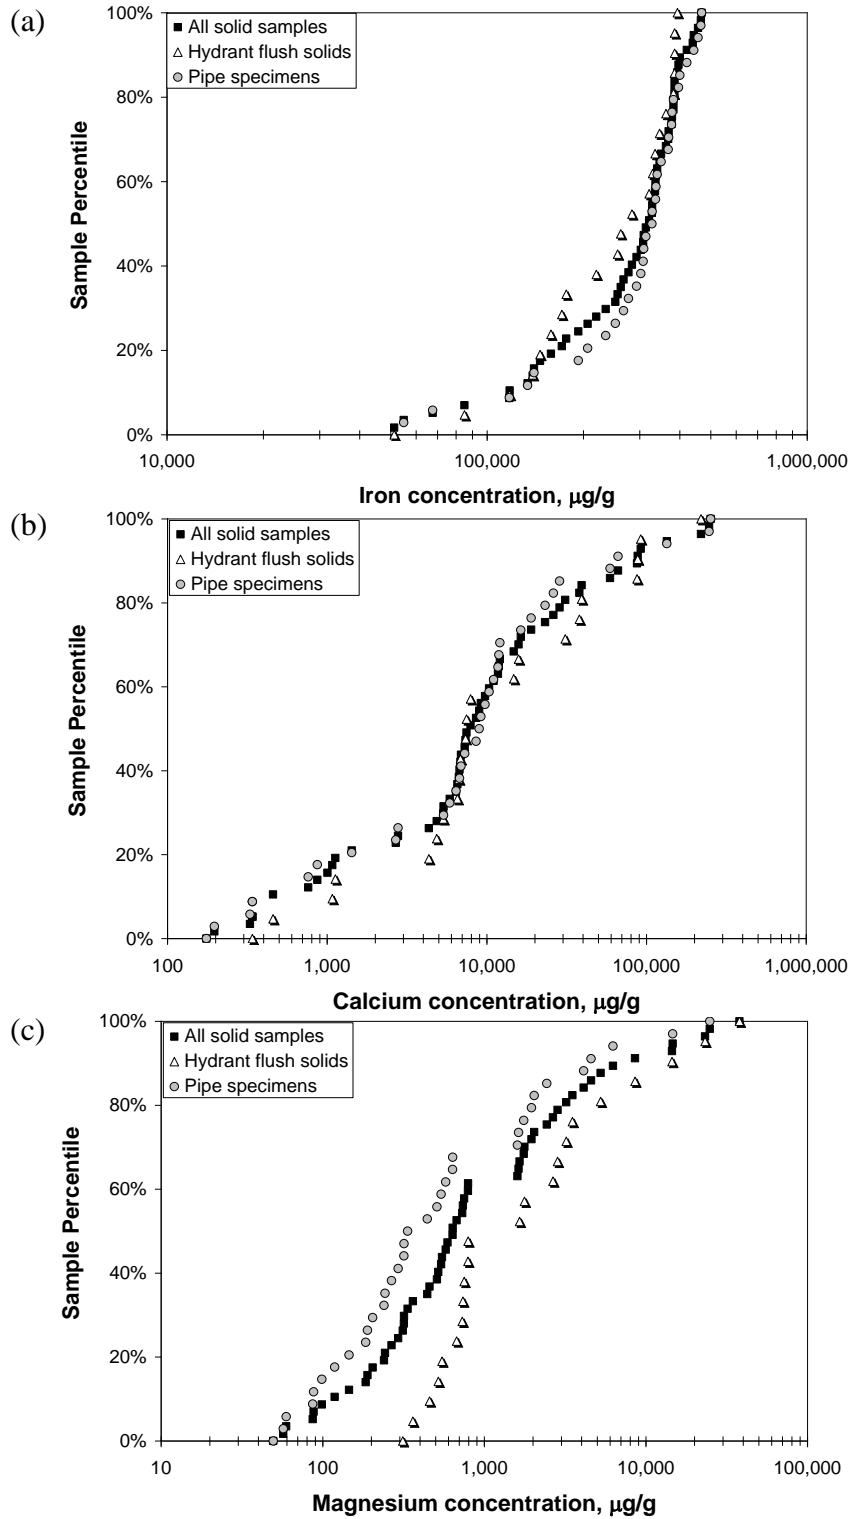 (a)
100%
80%
60%
40%
20%
0%
Sample Percentile
All solid samples
Hydrant flush solids
Pipe specimens
10,000
100,000
1,000,000
Iron concentration, μg/g
(b)
100%
80%
60%
40%
20%
0%
Sample Percentile
All solid samples
Hydrant flush solids
Pipe specimens
100
1,000
10,000
100,000
1,000,000
Calcium concentration, μg/g
(c)
100%
80%
60%
40%
20%
0%
Sample Percentile
All solid samples
Hydrant flush solids
Pipe specimens
10
100
1,000
10,000
100,000
Magnesium concentration, μg/g